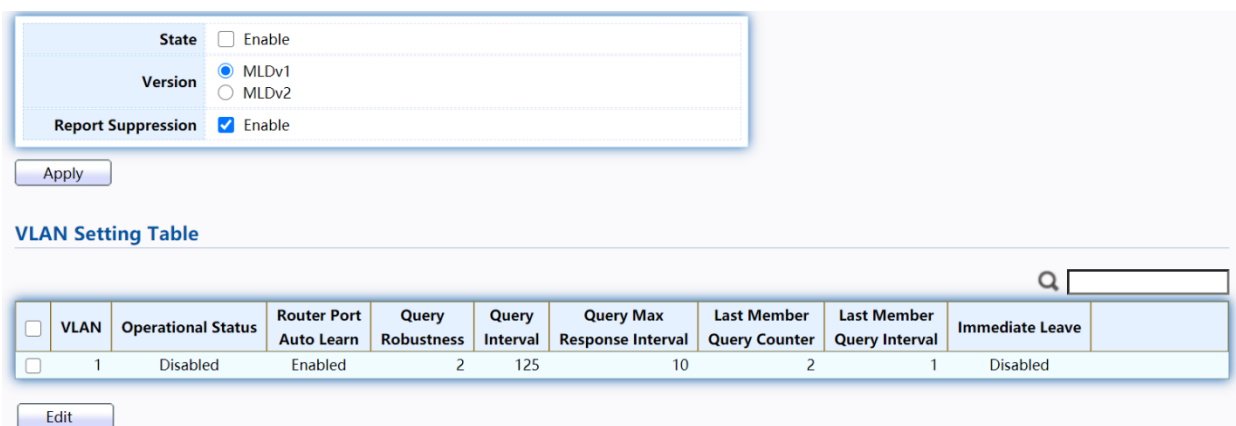 State Enable
Version MLDv1
MLDv2
Report Suppression Enable
Apply
VLAN Setting Table
VLAN Operational Status Router Port Auto Learn Query Robustness Query Interval Query Max Response Interval Last Member Query Counter Last Member Query Interval Immediate Leave
1 Disabled Enabled 2 125 10 2 1 Disabled
Edit